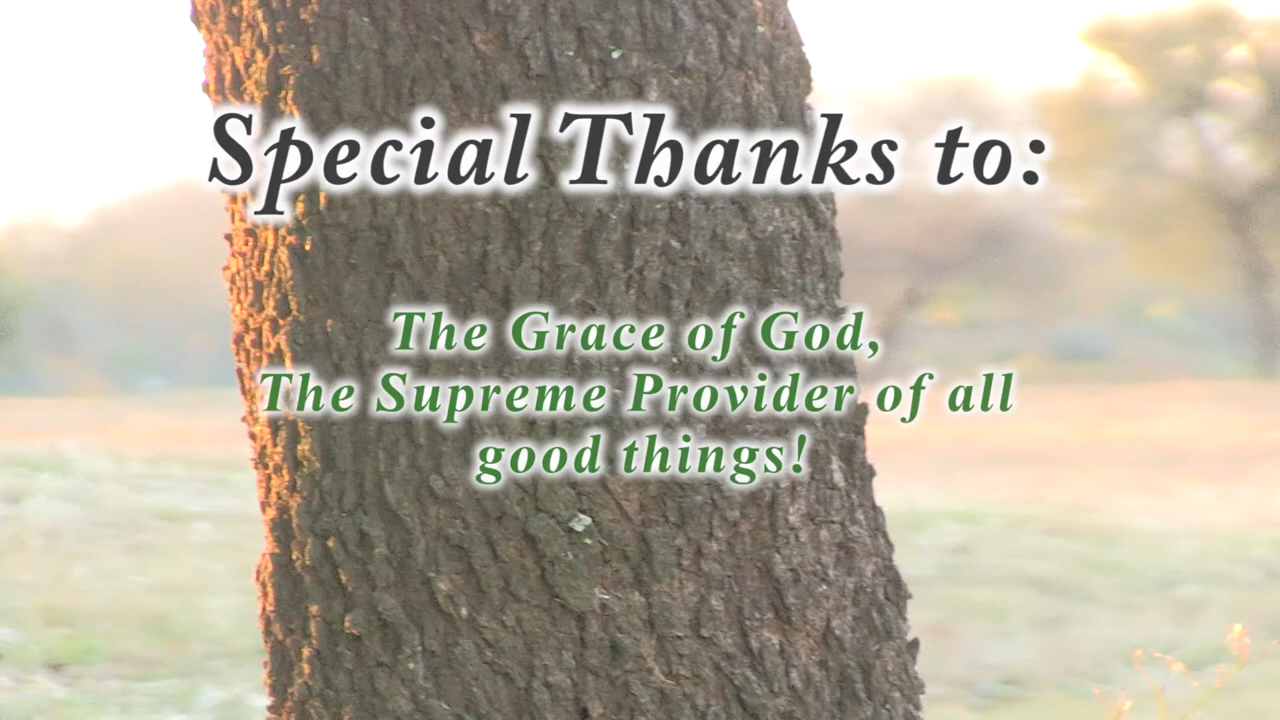 Special Thanks to:
The Grace of God,
The Supreme Provider of all
good things!